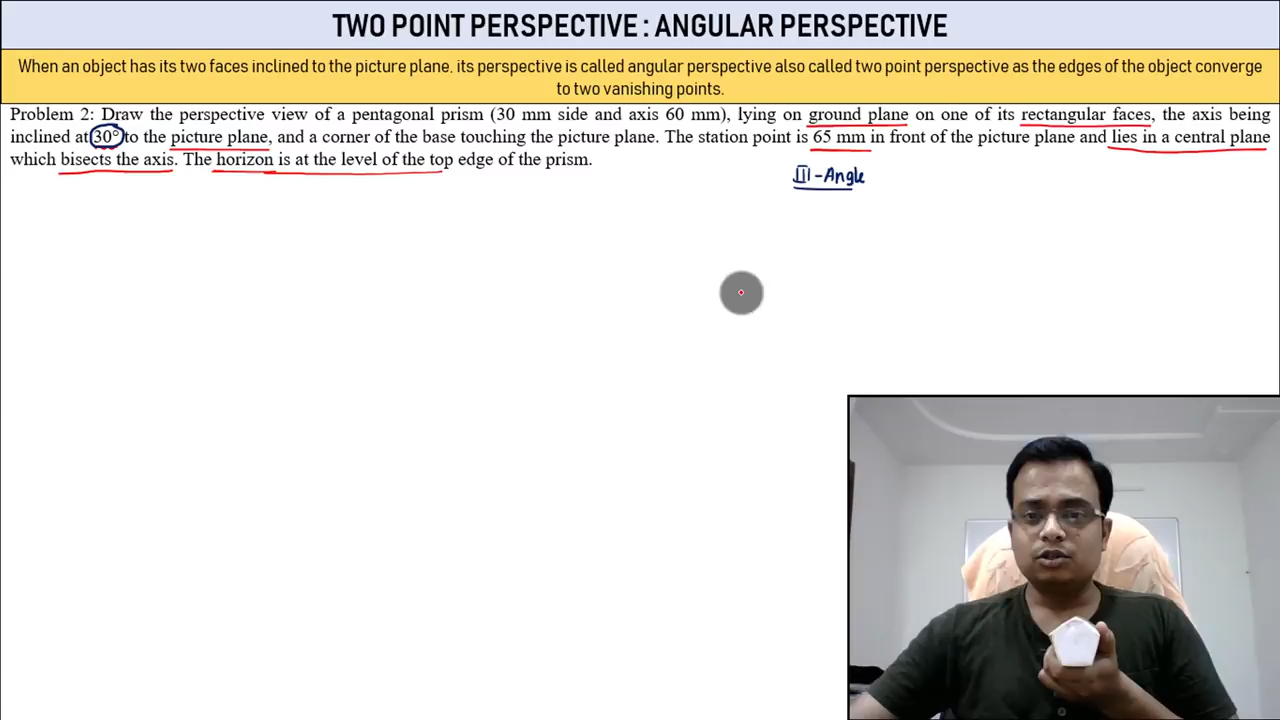 TWO POINT PERSPECTIVE : ANGULAR PERSPECTIVE
When an object has its two faces inclined to the picture plane. its perspective is called angular perspective also called two point perspective as the edges of the object converge
to two vanishing points.
Problem 2: Draw the perspective view of a pentagonal prism (30 mm side and axis 60 mm), lying on ground plane on one of its rectangular faces, the axis being
inclined at 30° to the picture plane, and a corner of the base touching the picture plane. The station point is 65 mm in front of the picture plane and lies in a central plane
which bisects the axis. The horizon is at the level of the top edge of the prism.
III-Angle